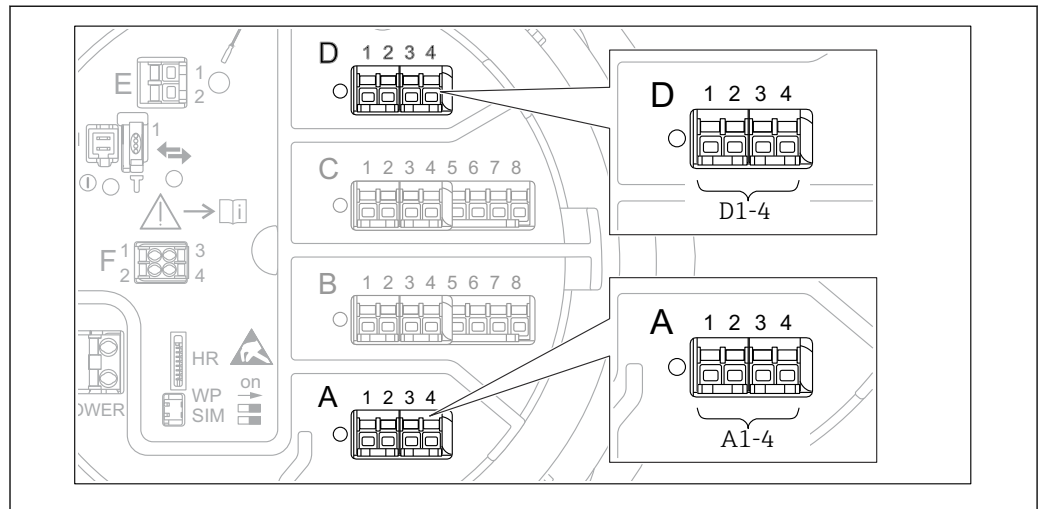 D 1 2 3 4
E 1
2
D 1 2 3 4
D1-4
1
C 1 2 3 4 5 6 7 8
i
F 1 3
2 4
B 1 2 3 4 5 6 7 8
A 1 2 3 4
A1-4
HR
WP on
SIM
OWER
A 1 2 3 4